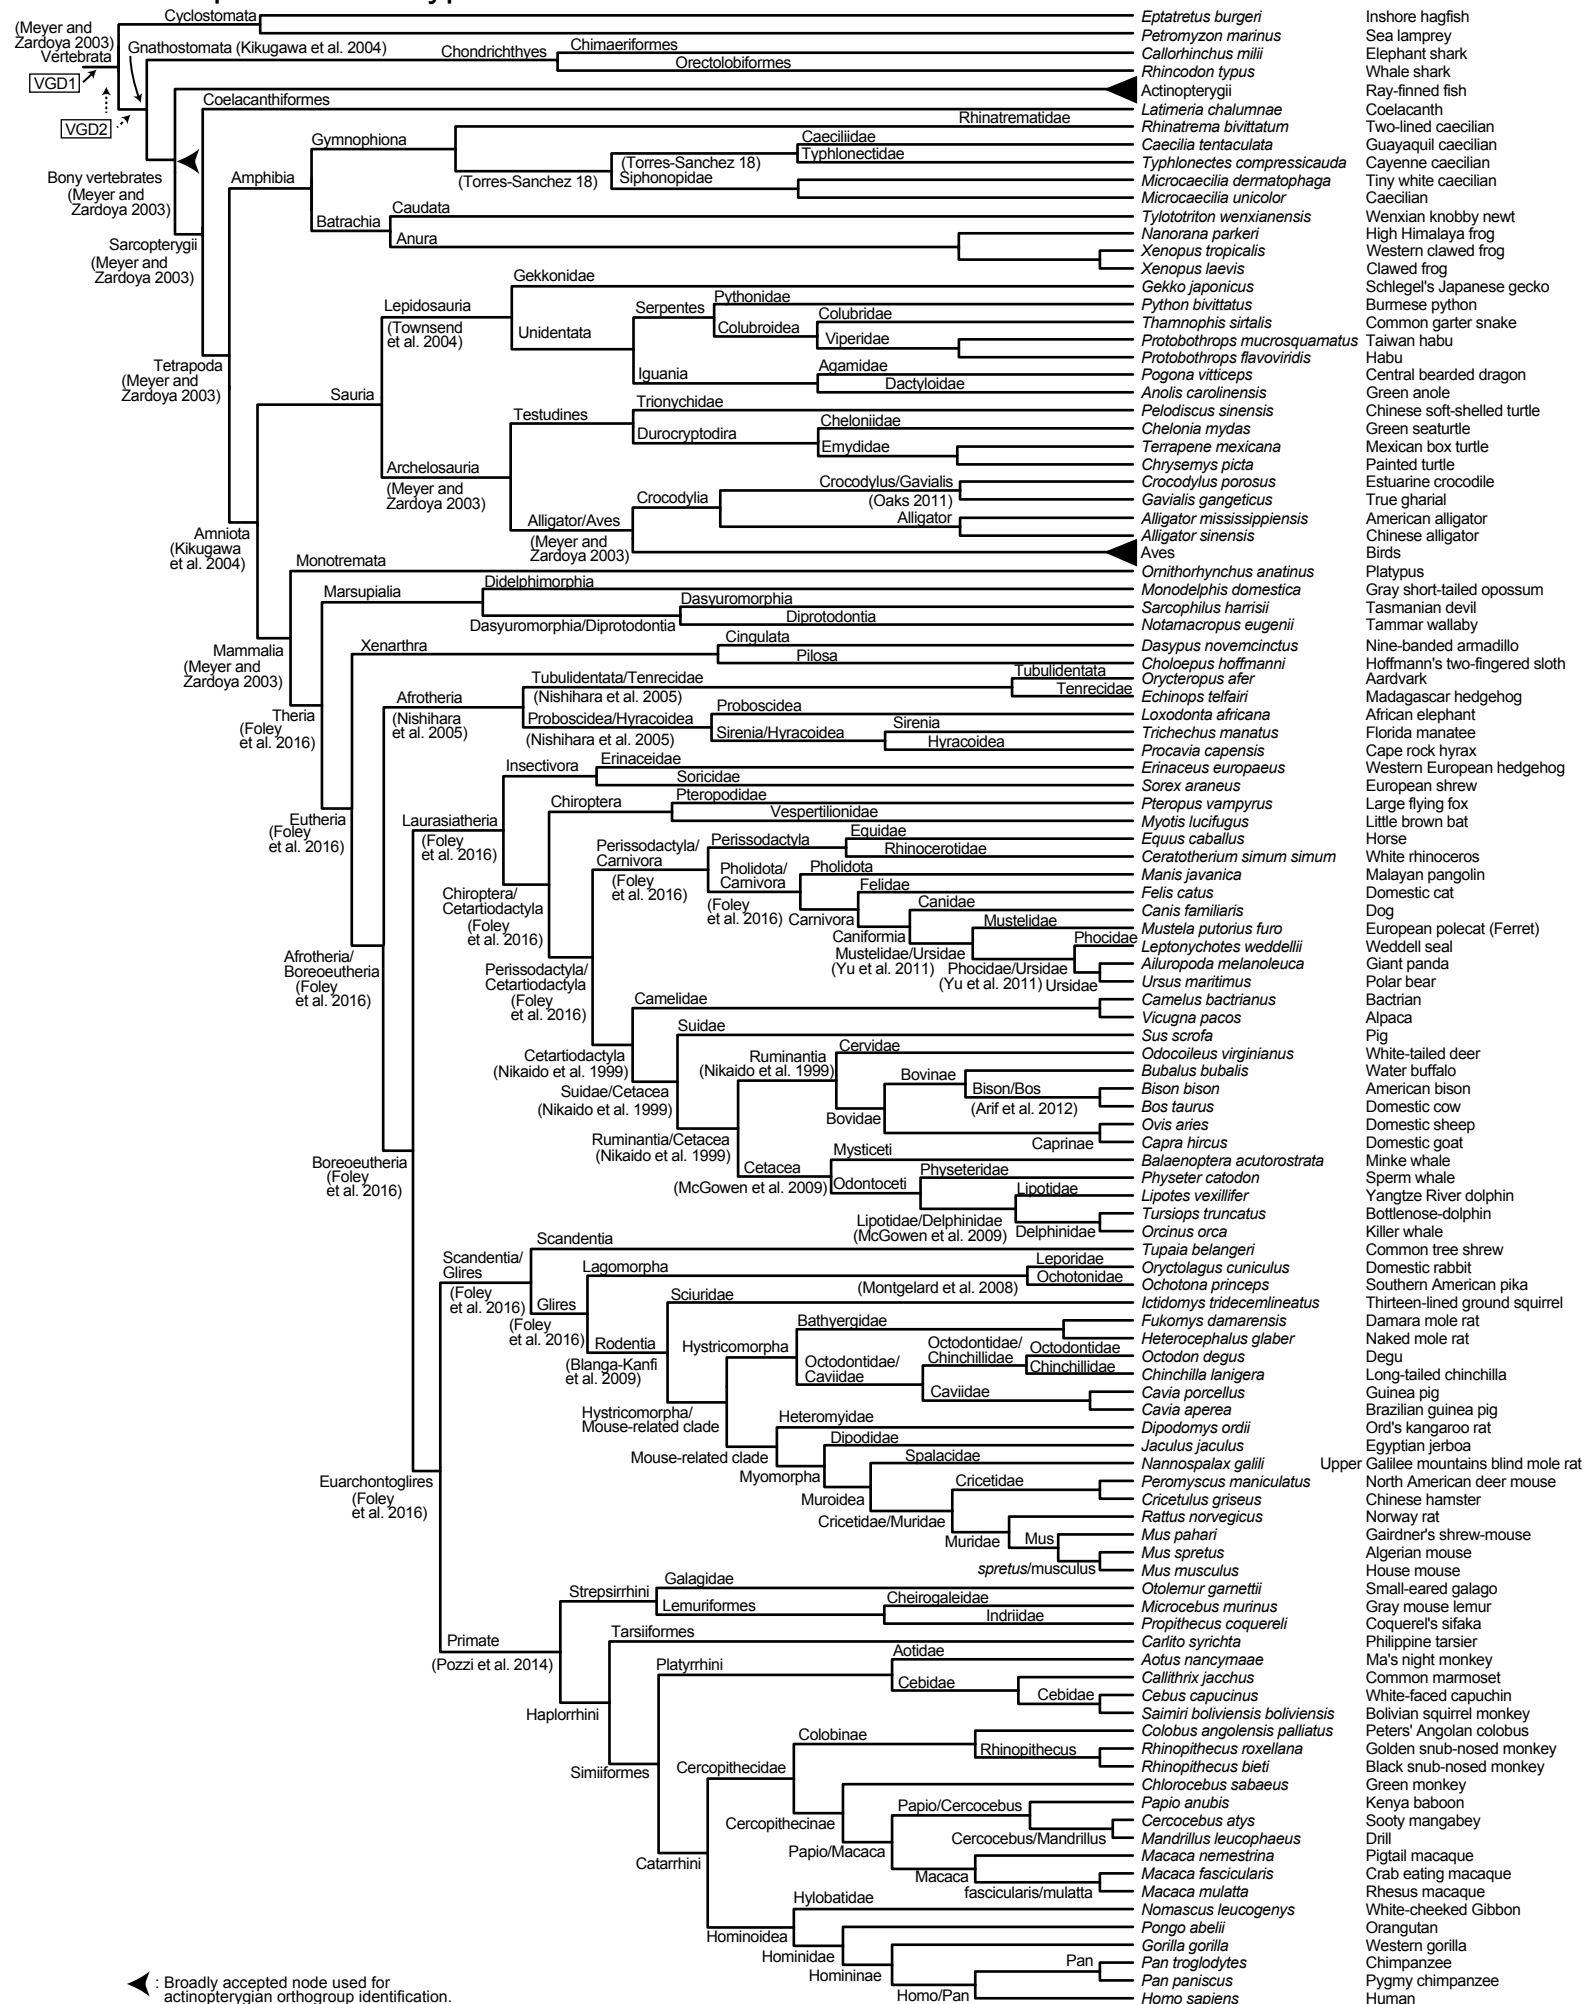 Cyclostomata
Eptatretus burgeri Inshore hagfish
(Meyer and
Zardoya 2003)
Petromyzon marinus Sea lamprey
Vertebrata
Gnathostomata (Kikugawa et al. 2004)
Chondrichthyes
Chimaeriformes
Callorhinchus milii Elephant shark
Orectolobiformes
Rhincodon typus Whale shark
VGD1
Actinopterygii Ray-finned fish
Coelacanthiformes
Latimeria chalumnae Coelacanth
VGD2
Rhinatrematidae
Rhinatrema bivittatum Two-lined caecilian
Gymnophiona
Caeciliidae
Caecilia tentaculata Guayaquil caecilian
(Torres-Sanchez 18)
Typhlonectidae
Typhlonectes compressicauda Cayenne caecilian
Bony vertebrates
(Meyer and
Zardoya 2003)
Amphibia
(Torres-Sanchez 18)
Siphonopidae
Microcaecilia dermatophaga Tiny white caecilian
Microcaecilia unicolor Caecilian
Caudata
Tylototriton wenxianensis Wenxian knobby newt
Batrachia
Anura
Nanorana parkeri High Himalaya frog
Sarcopterygii
(Meyer and
Zardoya 2003)
Xenopus tropicalis Western clawed frog
Xenopus laevis Clawed frog
Gekkonidae
Gekko japonicus Schlegel's Japanese gecko
Lepidosauria
(Townsend
et al. 2004)
Serpentes
Pythonidae
Python bivittatus Burmese python
Unidentata
Colubroidea
Colubridae
Thamnophis sirtalis Common garter snake
Viperidae
Protobothrops mucrosquamatus Taiwan habu
Protobothrops flavoviridis Habu
Tetrapoda
(Meyer and
Zardoya 2003)
Iguania
Agamidae
Pogona vitticeps Central bearded dragon
Dactyloidae
Anolis carolinensis Green anole
Sauria
Trionychidae
Pelodiscus sinensis Chinese soft-shelled turtle
Testudines
Cheloniidae
Chelonia mydas Green seaturtle
Durocryptodira
Emydidae
Terrapene mexicana Mexican box turtle
Chrysemys picta Painted turtle
Archelosauria
(Meyer and
Zardoya 2003)
Crocodylus/Gavialis
(Oaks 2011)
Crocodylus porosus Estuarine crocodile
Crocodylia
Gavialis gangeticus True gharial
Alligator/Aves
(Meyer and
Zardoya 2003)
Alligator
Alligator mississippiensis American alligator
Alligator sinensis Chinese alligator
Amniota
(Kikugawa
et al. 2004)
Aves Birds
Monotremata
Ornithorhynchus anatinus Platypus
Marsupialia
Didelphimorphia
Monodelphis domestica Gray short-tailed opossum
Dasyuromorphia
Sarcophilus harrisii Tasmanian devil
Dasyuromorphia/Diprotodontia
Diprotodontia
Notamacropus eugenii Tammar wallaby
Mammalia
(Meyer and
Zardoya 2003)
Xenarthra
Cingulata
Dasypus novemcinctus Nine-banded armadillo
Pilosa
Choloepus hoffmanni Hoffmann's two-fingered sloth
Tubulidentata/Tenrecidae
(Nishihara et al. 2005)
Tubulidentata
Orycteropus afer Aardvark
Tenrecidae
Echinops telfairi Madagascar hedgehog
Afrotheria
(Nishihara
et al. 2005)
Theria
(Foley
et al. 2016)
Proboscidea/Hyracoidea
(Nishihara et al. 2005)
Proboscidea
Loxodonta africana African elephant
Sirenia/Hyracoidea
Sirenia
Trichechus manatus Florida manatee
Hyracoidea
Procavia capensis Cape rock hyrax
Insectivora
Erinaceidae
Erinaceus europaeus Western European hedgehog
Soricidae
Sorex araneus European shrew
Chiroptera
Pteropodidae
Pteropus vampyrus Large flying fox
Vespertilionidae
Myotis lucifugus Little brown bat
Eutheria
(Foley
et al. 2016)
Laurasiatheria
(Foley
et al. 2016)
Perissodactyla/
Carnivora
(Foley
et al. 2016)
Perissodactyla
Equidae
Equus caballus Horse
Rhinocerotidae
Ceratotherium simum simum White rhinoceros
Pholidota/
Carnivora
(Foley
et al. 2016)
Pholidota
Manis javanica Malayan pangolin
Chiroptera/
Cetartiodactyla
(Foley
et al. 2016)
Felidae
Felis catus Domestic cat
Carnivora
Canidae
Canis familiaris Dog
Caniformia
Mustelidae
Mustela putorius furo European polecat (Ferret)
Mustelidae/Ursidae
(Yu et al. 2011)
Phocidae
Leptonychotes weddellii Weddell seal
Phocidae/Ursidae
(Yu et al. 2011)
Ailuropoda melanoleuca Giant panda
Ursidae
Ursus maritimus Polar bear
Afrotheria/
Boreoeutheria
(Foley
et al. 2016)
Perissodactyla/
Cetartiodactyla
(Foley
et al. 2016)
Camelidae
Camelus bactrianus Bactrian
Vicugna pacos Alpaca
Suidae
Sus scrofa Pig
Cetartiodactyla
(Nikaido et al. 1999)
Ruminantia
(Nikaido et al. 1999)
Cervidae
Odocoileus virginianus White-tailed deer
Suidae/Cetacea
(Nikaido et al. 1999)
Bovinae
Bubalus bubalis Water buffalo
Bison/Bos
(Arif et al. 2012)
Bison bison American bison
Bos taurus Domestic cow
Bovidae
Ovis aries Domestic sheep
Caprinae
Capra hircus Domestic goat
Ruminantia/Cetacea
(Nikaido et al. 1999)
Boreoeutheria
(Foley
et al. 2016)
Mysticeti
Balaenoptera acutorostrata Minke whale
Cetacea
(McGowen et al. 2009)
Odontoceti
Physeteridae
Physeter catodon Sperm whale
Lipotidae
Lipotes vexillifer Yangtze River dolphin
Lipotidae/Delphinidae
(McGowen et al. 2009)
Tursiops truncatus Bottlenose-dolphin
Delphinidae
Orcinus orca Killer whale
Scandentia
Tupaia belangeri Common tree shrew
Scandentia/
Glires
(Foley
et al. 2016)
Lagomorpha
Leporidae
Oryctolagus cuniculus Domestic rabbit
(Montgelard et al. 2008)
Ochotonidae
Ochotona princeps Southern American pika
Glires
(Foley
et al. 2016)
Sciuridae
Ictidomys tridecemlineatus Thirteen-lined ground squirrel
Rodentia
(Blanga-Kanfi
et al. 2009)
Bathyergidae
Fukomys damarensis Damara mole rat
Hystricomorpha
Heterocephalus glaber Naked mole rat
Octodontidae/
Chinchillidae
Octodontidae
Octodon degus Degu
Octodontidae/
Caviidae
Chinchillidae
Chinchilla lanigera Long-tailed chinchilla
Caviidae
Cavia porcellus Guinea pig
Cavia aperea Brazilian guinea pig
Hystricomorpha/
Mouse-related clade
Heteromyidae
Dipodomys ordii Ord's kangaroo rat
Dipodidae
Jaculus jaculus Egyptian jerboa
Mouse-related clade
Spalacidae
Nannospalax galili Upper Galilee mountains blind mole rat
Myomorpha
Cricetidae
Peromyscus maniculatus North American deer mouse
Muroidea
Cricetulus griseus Chinese hamster
Cricetidae/Muridae
Rattus norvegicus Norway rat
Muridae
Mus
Mus pahari Gairdner's shrew-mouse
Mus spretus Algerian mouse
spretus/musculus
Mus musculus House mouse
Euarchontoglires
(Foley
et al. 2016)
Strepsirrhini
Galagidae
Otolemur garnettii Small-eared galago
Lemuriformes
Cheirogaleidae
Microcebus murinus Gray mouse lemur
Indriidae
Propithecus coquereli Coquerel's sifaka
Primate
(Pozzi et al. 2014)
Tarsiiformes
Carlito syrichta Philippine tarsier
Platyrrhini
Aotidae
Aotus nancymaae Ma's night monkey
Cebidae
Callithrix jacchus Common marmoset
Cebidae
Cebus capucinus White-faced capuchin
Haplorrhini
Saimiri boliviensis boliviensis Bolivian squirrel monkey
Colobinae
Colobus angolensis palliatus Peters' Angolan colobus
Rhinopithecus
Rhinopithecus roxellana Golden snub-nosed monkey
Simiiformes
Cercopithecidae
Rhinopithecus bieti Black snub-nosed monkey
Chlorocebus sabaeus Green monkey
Papio/Cercocebus
Papio anubis Kenya baboon
Cercopithecinae
Cercocebus atys Sooty mangabey
Cercocebus/Mandrillus
Mandrillus leucophaeus Drill
Papio/Macaca
Macaca nemestrina Pigtail macaque
Catarrhini
Macaca
Macaca fascicularis Crab eating macaque
fascicularis/mulatta
Macaca mulatta Rhesus macaque
Hylobatidae
Nomascus leucogenys White-cheeked Gibbon
Hominoidea
Pongo abelii Orangutan
Hominidae
Gorilla gorilla Western gorilla
Homininae
Pan
Pan troglodytes Chimpanzee
Pan paniscus Pygmy chimpanzee
Homo/Pan
Homo sapiens Human
: Broadly accepted node used for
actinopterygian orthogroup identification.